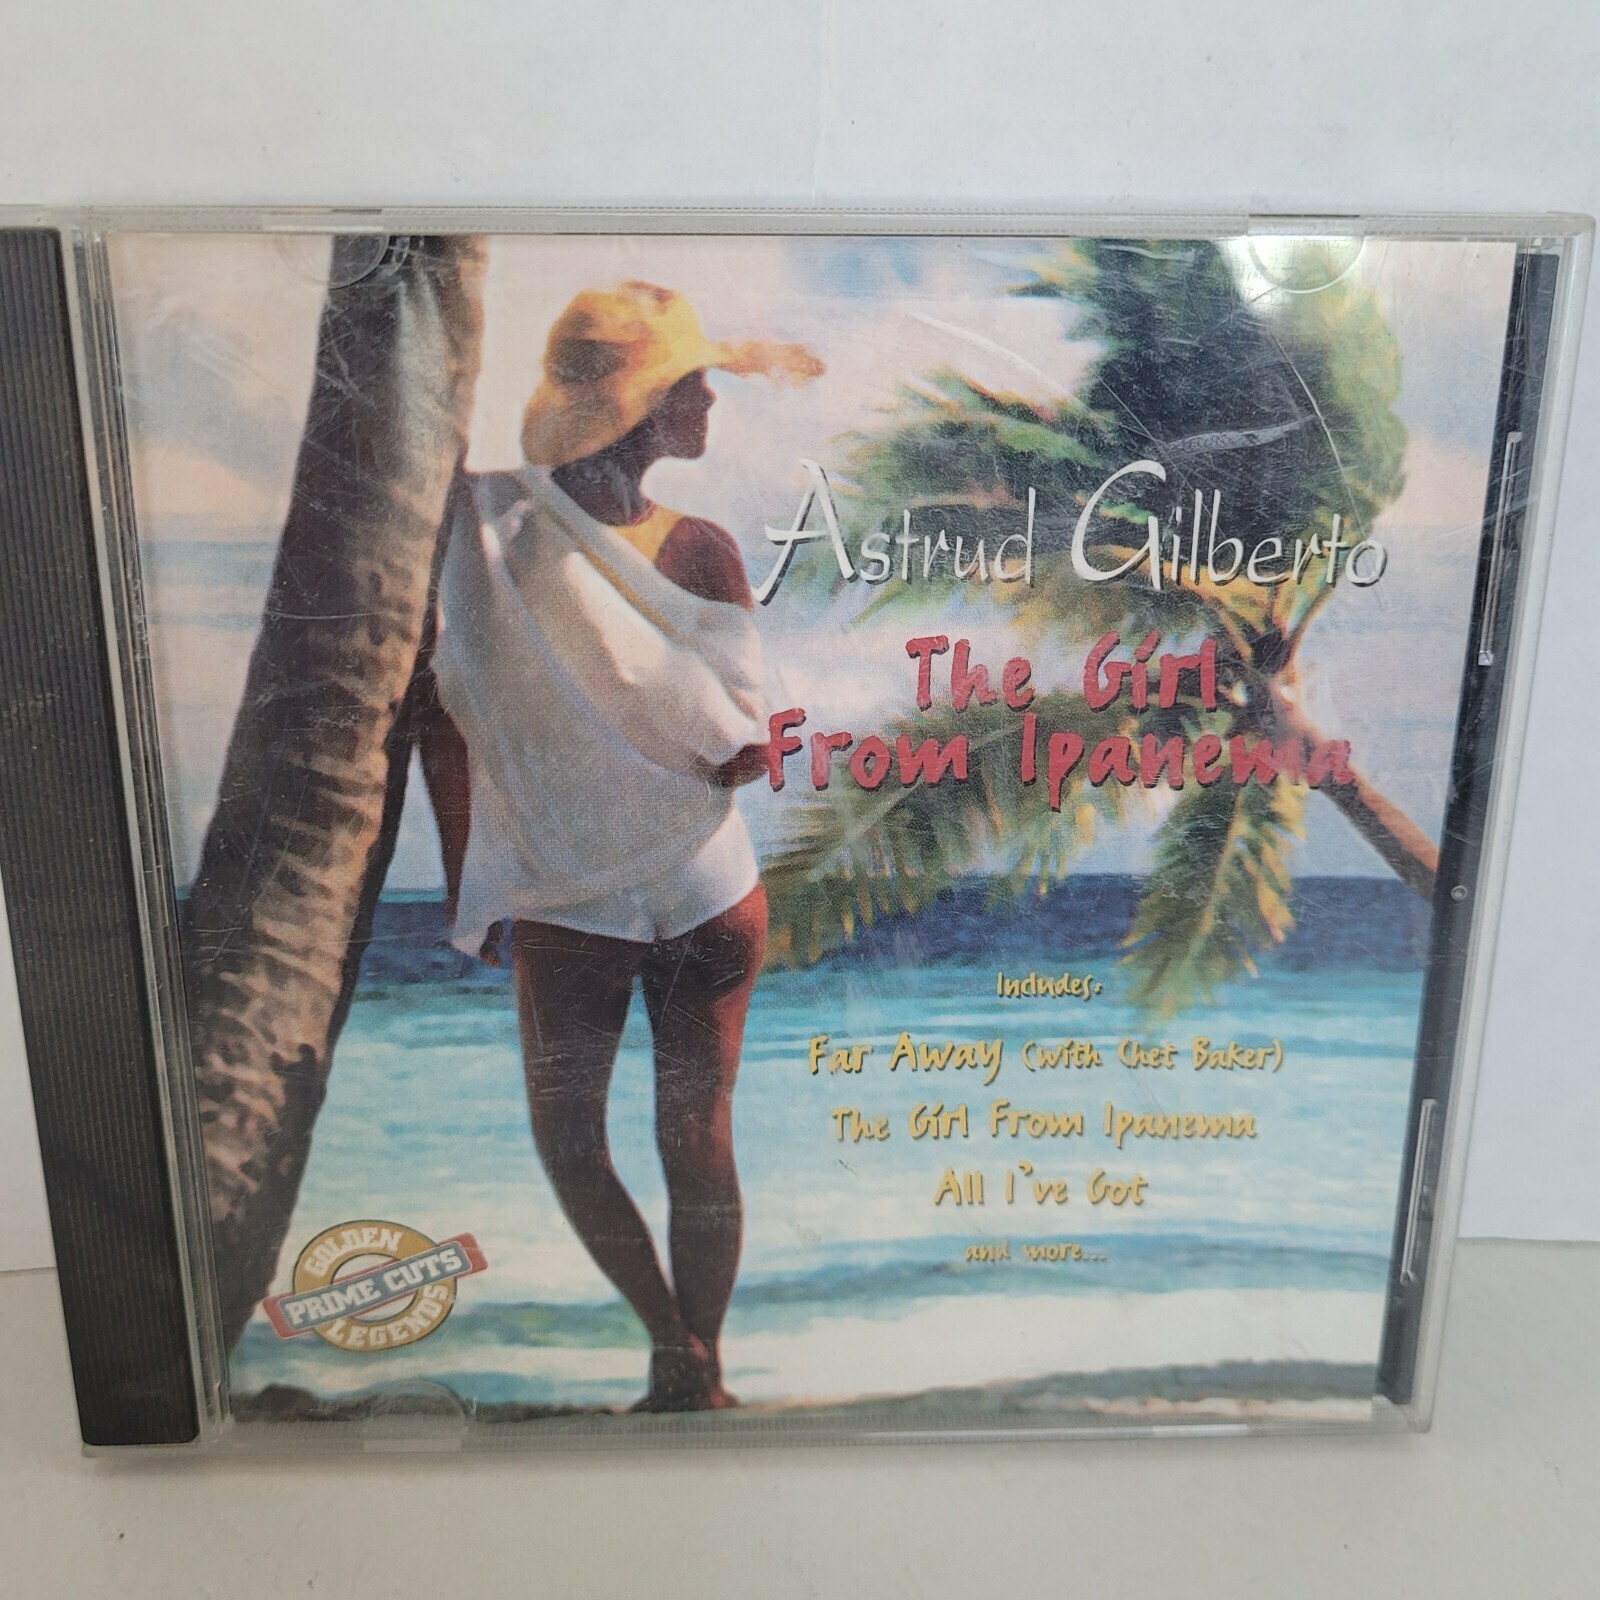 Astrud Gilberto
The Girl
From Ipanema
Includes:
Far Away (with Chet Baker)
The Girl From Ipanema
All I've Got
and more...
GOLDEN
PRIME CUTS
LEGENDS